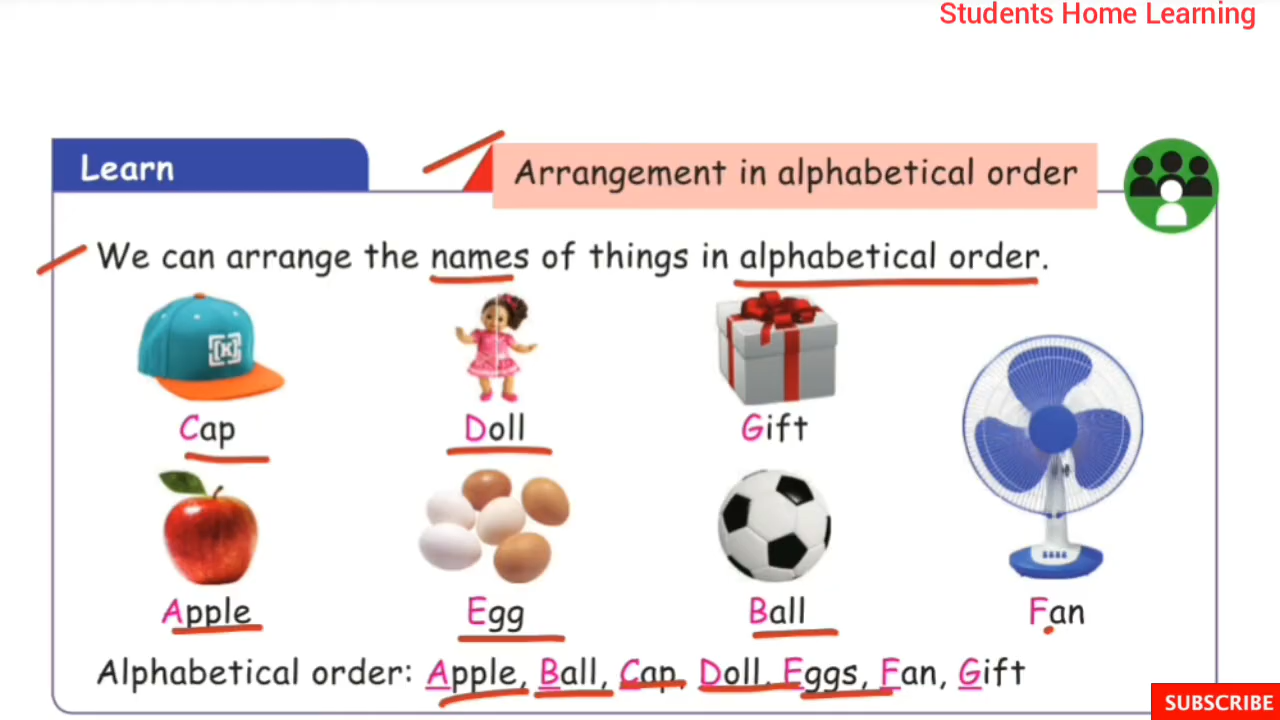 Students Home Learning
Learn
Arrangement in alphabetical order
We can arrange the names of things in alphabetical order.
[K]
Cap Doll Gift
Apple Egg Ball Fan
Alphabetical order: Apple, Ball, Cap, Doll, Eggs, Fan, Gift
SUBSCRIBE